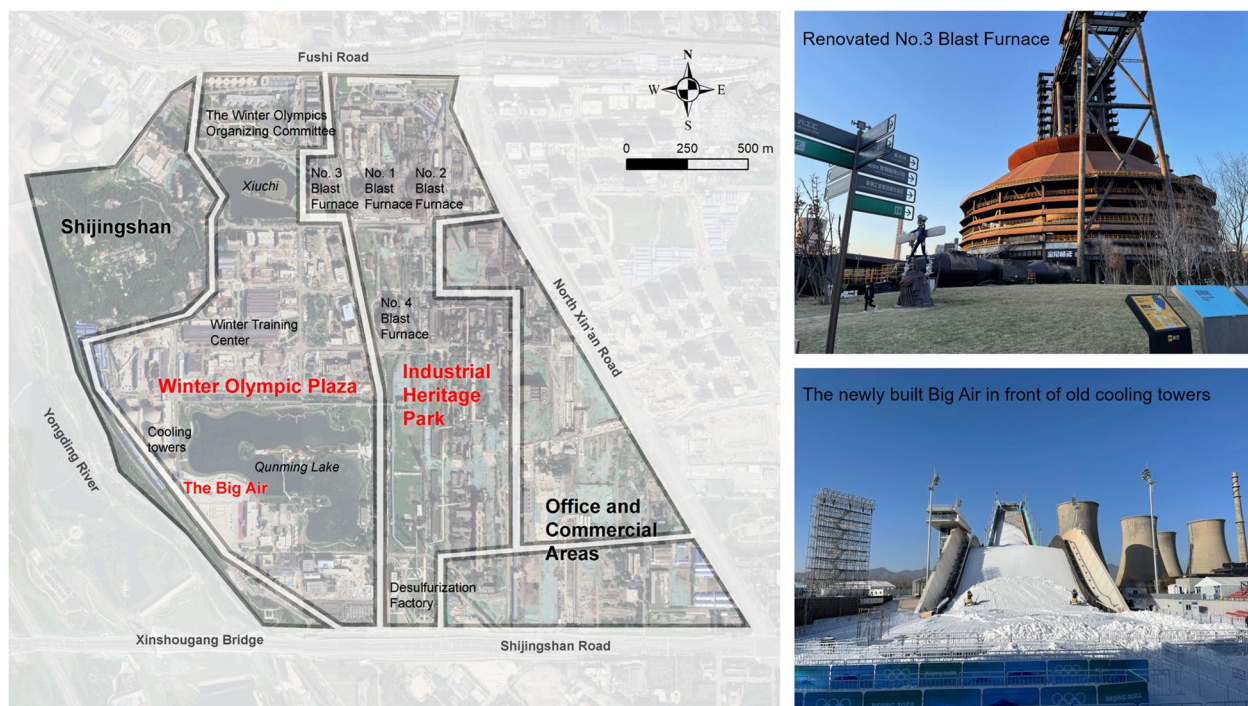 Fushi Road
N
W
E
S
0
250
500 m
The Winter Olympics
Organizing Committee
Xiuchi
No. 3
Blast
Furnace
No. 1
Blast
Furnace
No. 2
Blast
Furnace
Shijingshan
North Xin'an Road
No. 4
Blast
Furnace
Winter Training
Center
Winter Olympic Plaza
Industrial
Heritage
Park
Yongding River
Cooling
towers
Qunming Lake
The Big Air
Office and
Commercial
Areas
Desulfurization
Factory
Xinshougang Bridge
Shijingshan Road
Renovated No.3 Blast Furnace
The newly built Big Air in front of old cooling towers